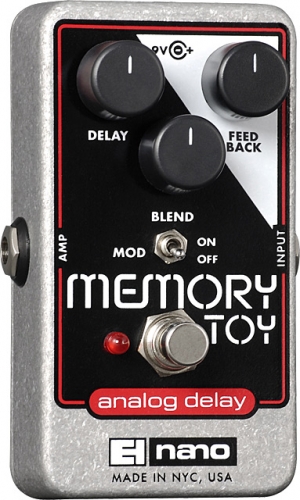 9V
DELAY
FEED
BACK
BLEND
AMP
MOD
ON
OFF
INPUT
MEMORY
TOY
analog delay
EH nano
MADE IN NYC, USA